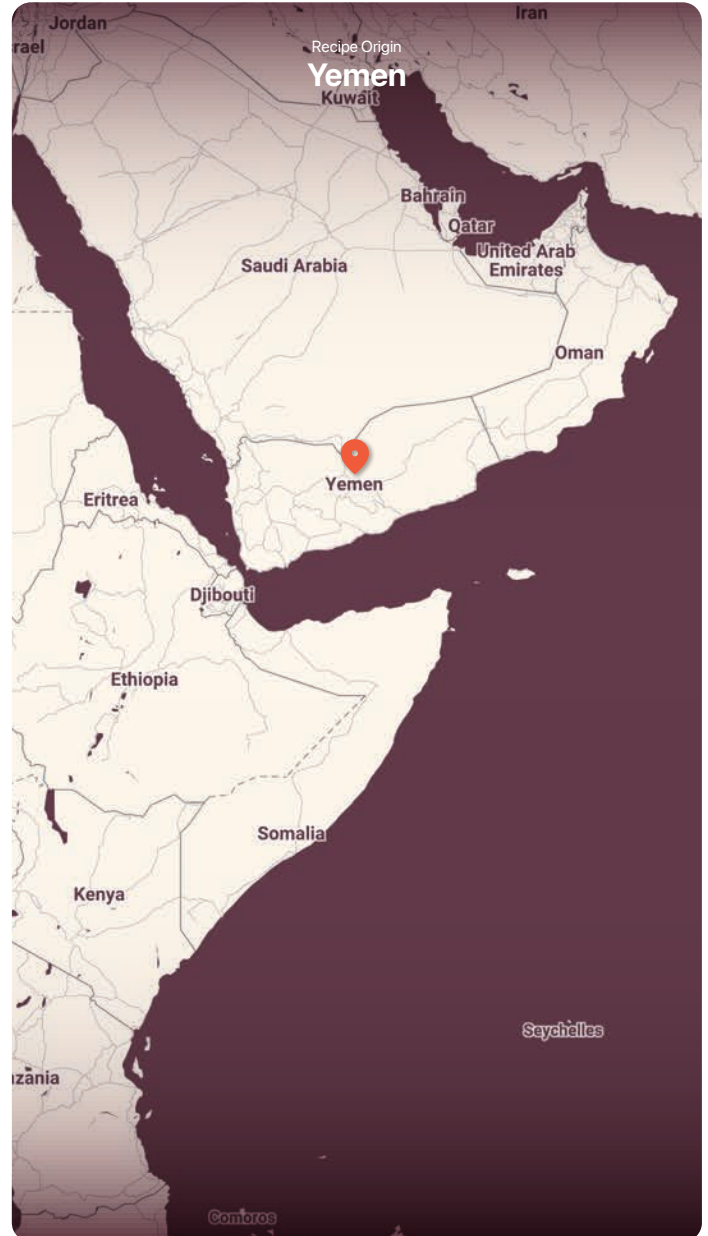 Iran
Jordan
rael
Recipe Origin
Yemen
Kuwait
Bahrain
Qatar
United Arab
Emirates
Saudi Arabia
Oman
Yemen
Eritrea
Djibouti
Ethiopia
Somalia
Kenya
Seychelles
nzania
Comoros